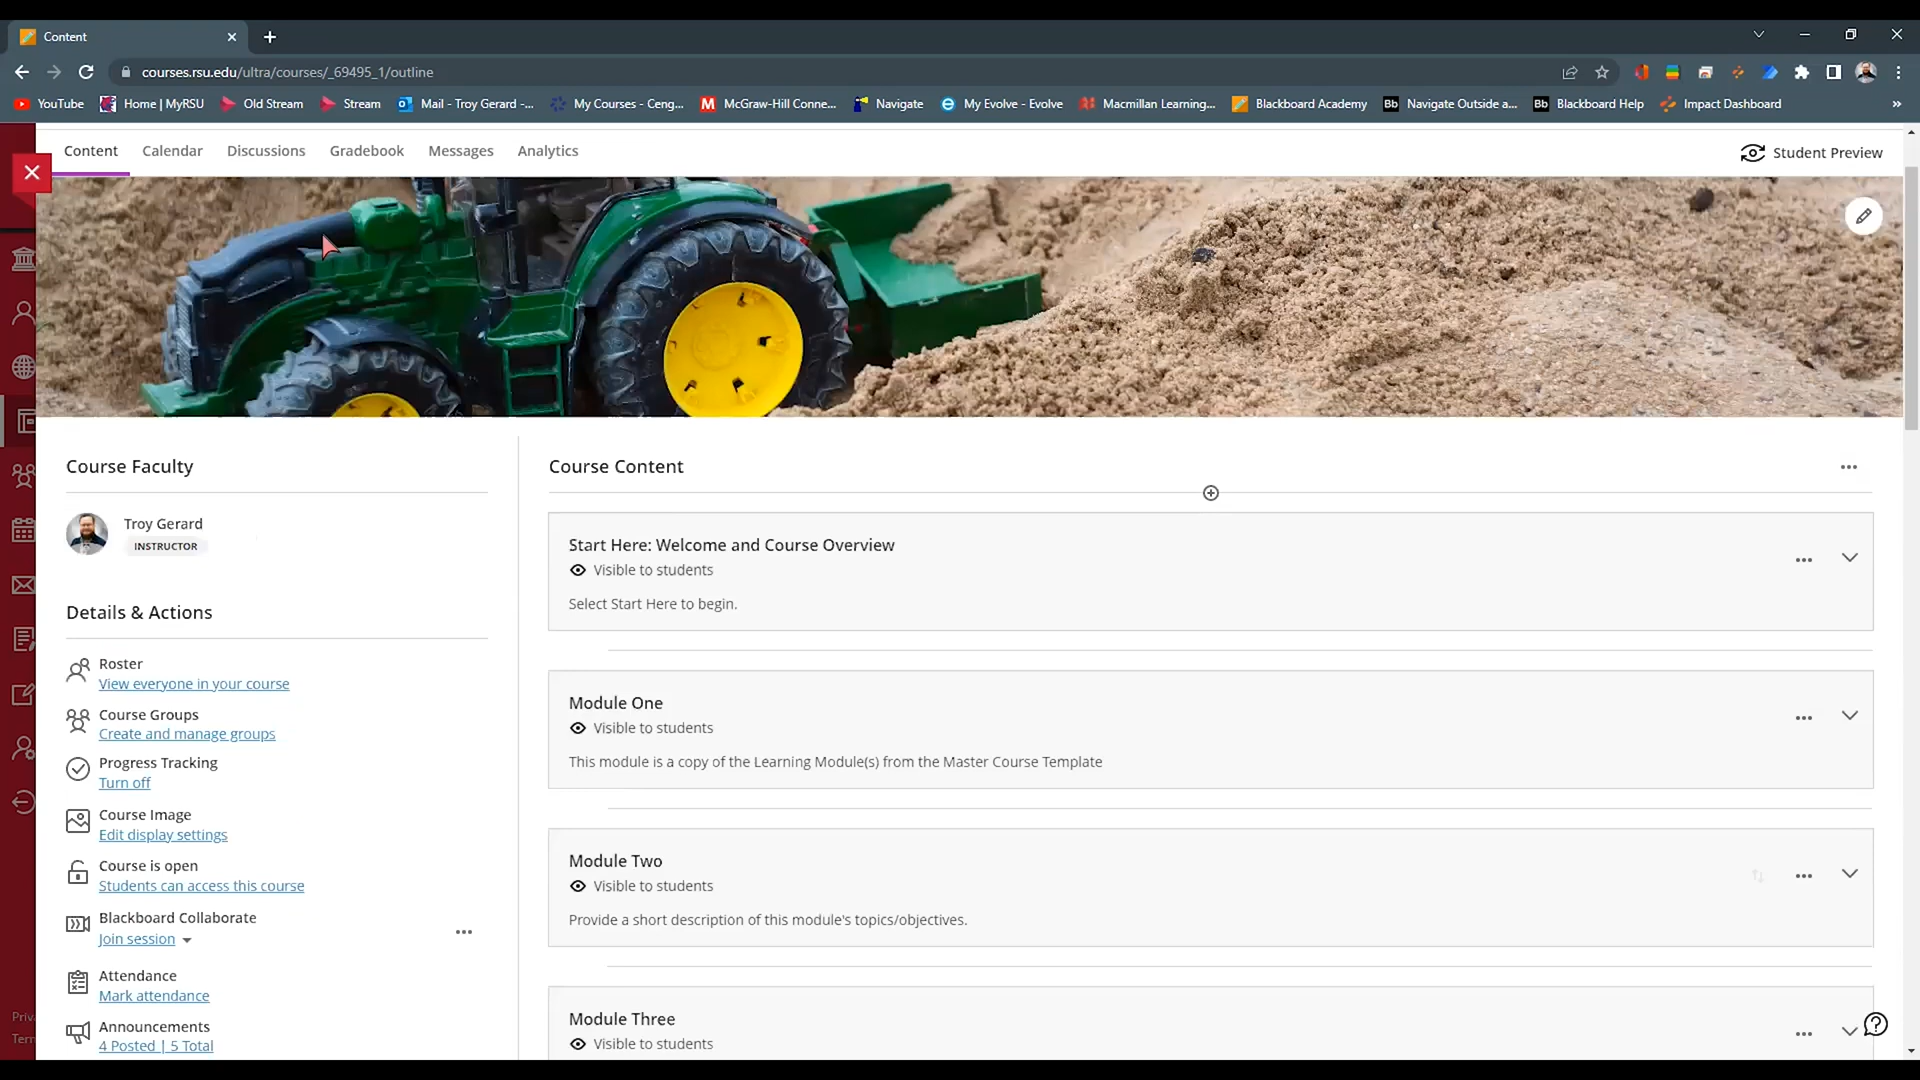 Content
courses.rsu.edu/ultra/courses/_69495_1/outline
YouTube Home | MyRSU Old Stream Stream Mail - Troy Gerard -... My Courses - Ceng... McGraw-Hill Conne... Navigate My Evolve - Evolve Macmillan Learning... Blackboard Academy Bb Navigate Outside a... Bb Blackboard Help Impact Dashboard »
Content Calendar Discussions Gradebook Messages Analytics Student Preview
Course Faculty
Troy Gerard
INSTRUCTOR
Details & Actions
Roster
View everyone in your course
Course Groups
Create and manage groups
Progress Tracking
Turn off
Course Image
Edit display settings
Course is open
Students can access this course
Blackboard Collaborate
Join session
Attendance
Mark attendance
Announcements
4 Posted | 5 Total
Course Content
Start Here: Welcome and Course Overview
Visible to students
Select Start Here to begin.
Module One
Visible to students
This module is a copy of the Learning Module(s) from the Master Course Template
Module Two
Visible to students
Provide a short description of this module's topics/objectives.
Module Three
Visible to students